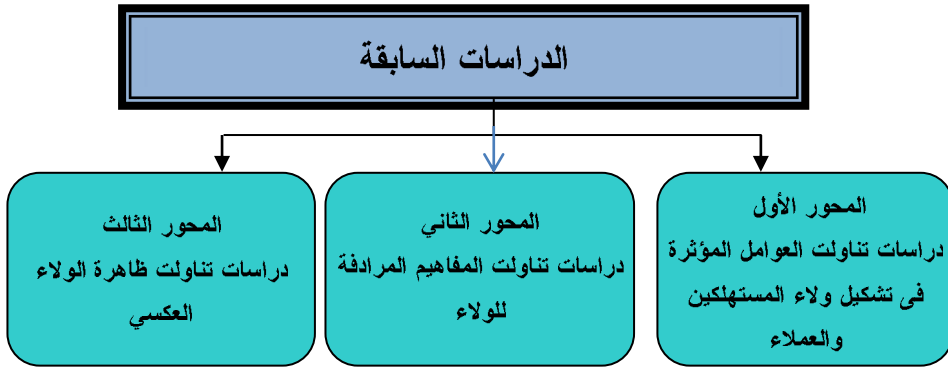 الدراسات السابقة
المحور الأول
دراسات تناولت العوامل المؤثرة
فى تشكيل ولاء المستهلكين
والعملاء
المحور الثاني
دراسات تناولت المفاهيم المرادفة
للولاء
المحور الثالث
دراسات تناولت ظاهرة الولاء
العكسي